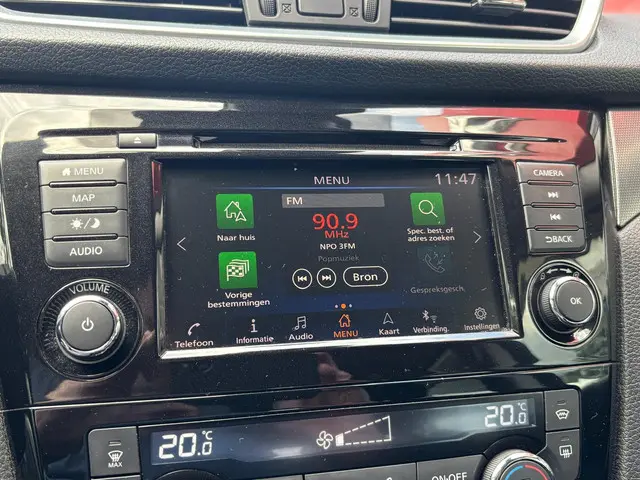 MENU
MAP
AUDIO
VOLUME
MENU
11:47
FM
90.9
MHz
NPO 3FM
Popmuziek
Bron
Naar huis
Vorige
bestemmingen
Spec. best. of
adres zoeken
Gespreksgesch.
Telefoon
Informatie
Audio
MENU
Kaart
Verbinding.
Instellingen
CAMERA
BACK
OK
MAX
20.0°C
20.0°C
ON·OFF